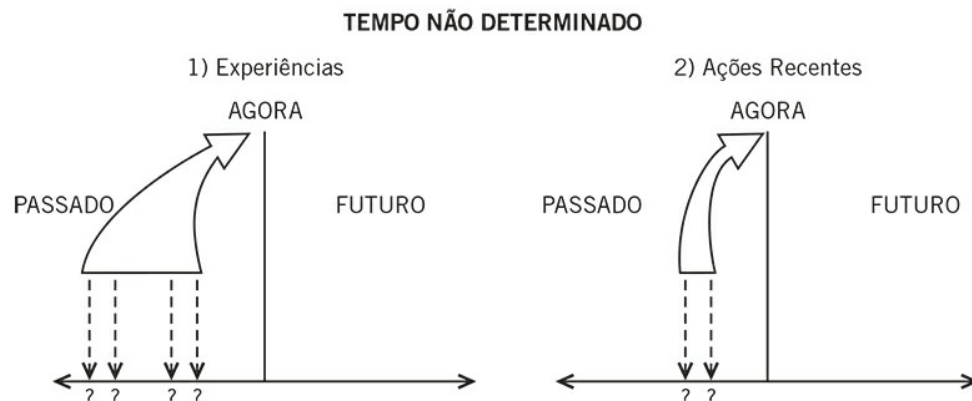 TEMPO NÃO DETERMINADO
1) Experiências
AGORA
PASSADO
FUTURO
? ? ? ?
2) Ações Recentes
AGORA
PASSADO
FUTURO
? ?